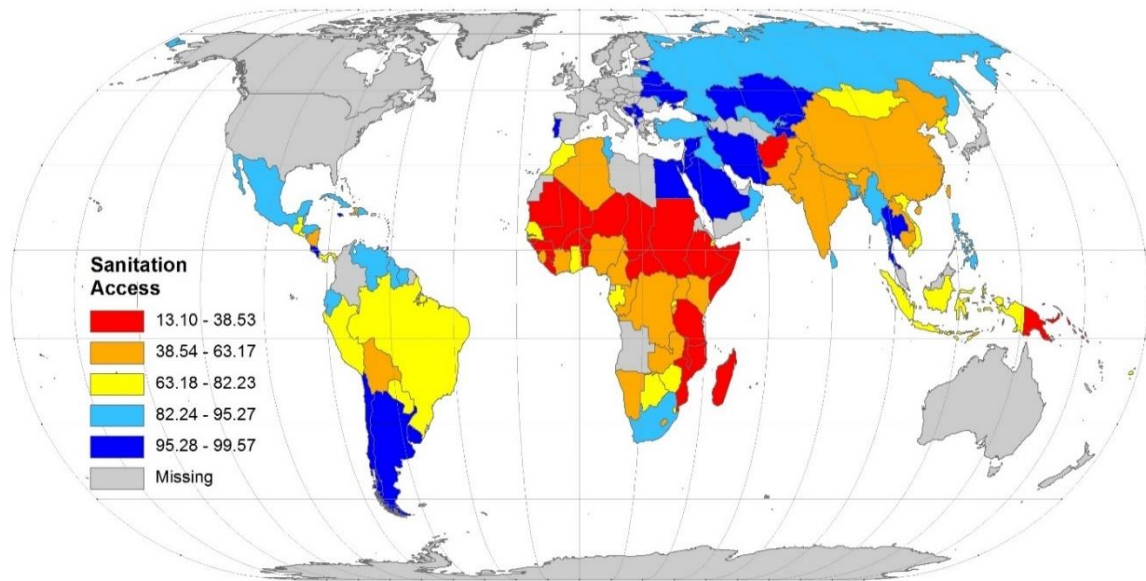 Sanitation
Access
13.10 - 38.53
38.54 - 63.17
63.18 - 82.23
82.24 - 95.27
95.28 - 99.57
Missing